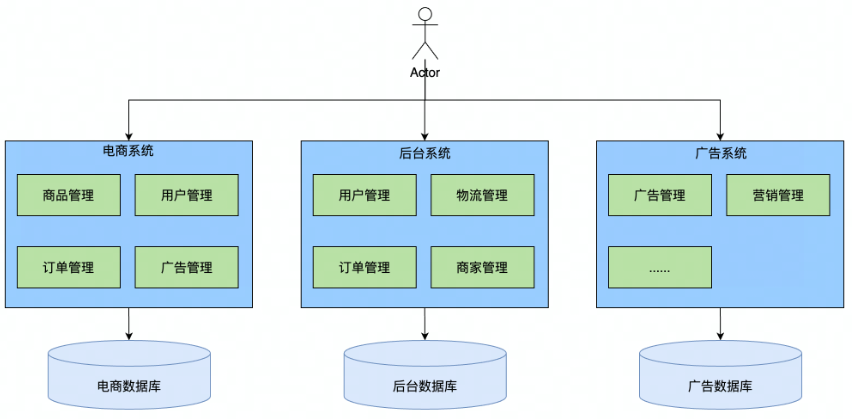 Actor
电商系统
后台系统
广告系统
商品管理
用户管理
用户管理
物流管理
广告管理
营销管理
订单管理
广告管理
订单管理
商家管理
......
电商数据库
后台数据库
广告数据库